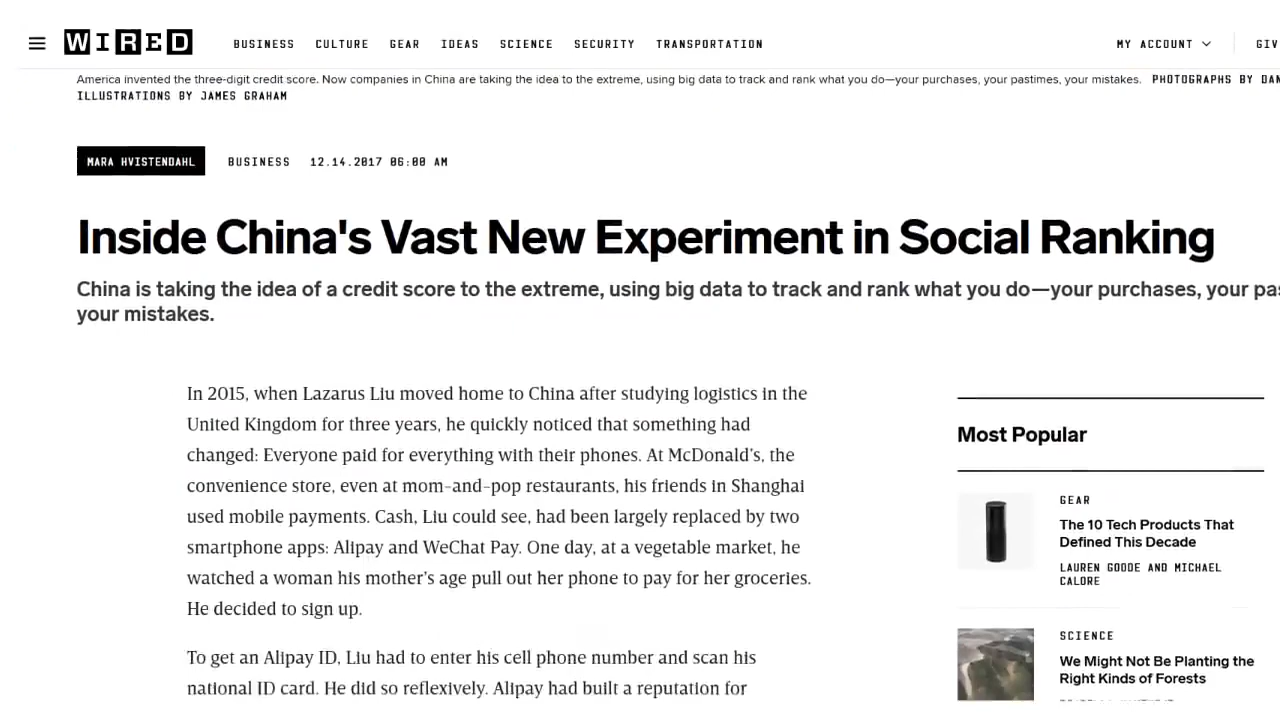 WIRED
BUSINESS CULTURE GEAR IDEAS SCIENCE SECURITY TRANSPORTATION
MY ACCOUNT
America invented the three-digit credit score. Now companies in China are taking the idea to the extreme, using big data to track and rank what you do—your purchases, your pastimes, your mistakes. PHOTOGRAPHS BY
ILLUSTRATIONS BY JAMES GRAHAM
MARA HVISTENDAHL BUSINESS 12.14.2017 06:00 AM
Inside China's Vast New Experiment in Social Ranking
China is taking the idea of a credit score to the extreme, using big data to track and rank what you do—your purchases, your
your mistakes.
In 2015, when Lazarus Liu moved home to China after studying logistics in the
United Kingdom for three years, he quickly noticed that something had
changed: Everyone paid for everything with their phones. At McDonald's, the
convenience store, even at mom-and-pop restaurants, his friends in Shanghai
used mobile payments. Cash, Liu could see, had been largely replaced by two
smartphone apps: Alipay and WeChat Pay. One day, at a vegetable market, he
watched a woman his mother's age pull out her phone to pay for her groceries.
He decided to sign up.
To get an Alipay ID, Liu had to enter his cell phone number and scan his
national ID card. He did so reflexively. Alipay had built a reputation for
Most Popular
GEAR
The 10 Tech Products That
Defined This Decade
LAUREN GOODE AND MICHAEL
CALORE
SCIENCE
We Might Not Be Planting the
Right Kinds of Forests